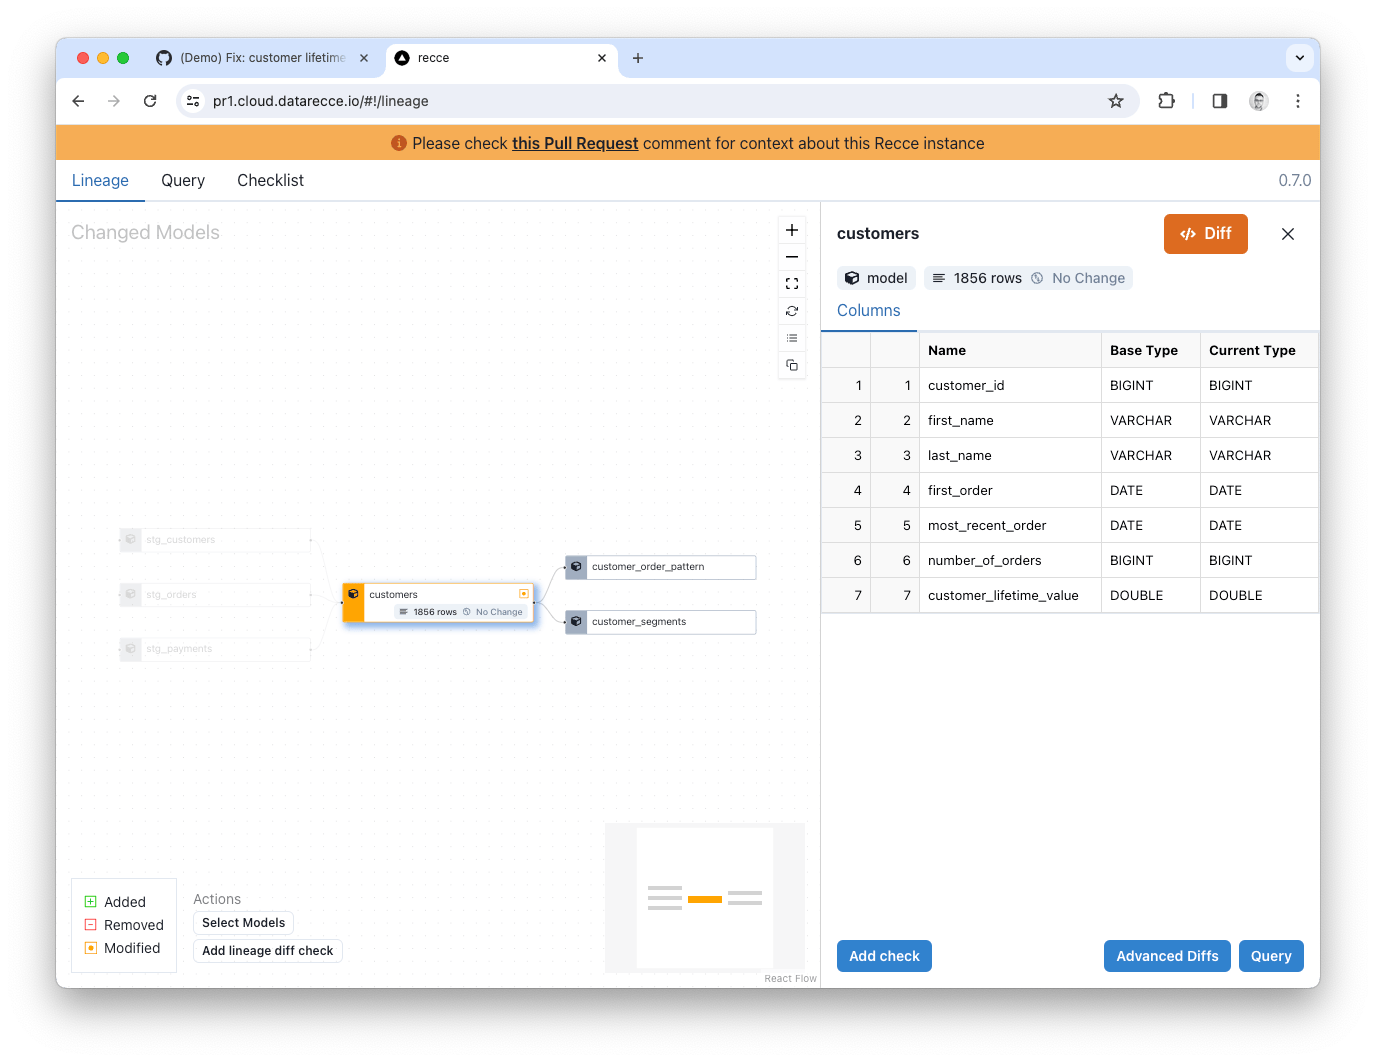 (Demo) Fix: customer lifetime
recce
pr1.cloud.datarecce.io/#!/lineage
Please check this Pull Request comment for context about this Recce instance
Lineage Query Checklist 0.7.0
Changed Models
stg_customers
stg_orders
stg_payments
customers
1856 rows No Change
customer_order_pattern
customer_segments
Added
Removed
Modified
Actions
Select Models
Add lineage diff check
React Flow
customers
Diff
model 1856 rows No Change
Columns
Name Base Type Current Type
1 1 customer_id BIGINT BIGINT
2 2 first_name VARCHAR VARCHAR
3 3 last_name VARCHAR VARCHAR
4 4 first_order DATE DATE
5 5 most_recent_order DATE DATE
6 6 number_of_orders BIGINT BIGINT
7 7 customer_lifetime_value DOUBLE DOUBLE
Add check Advanced Diffs Query